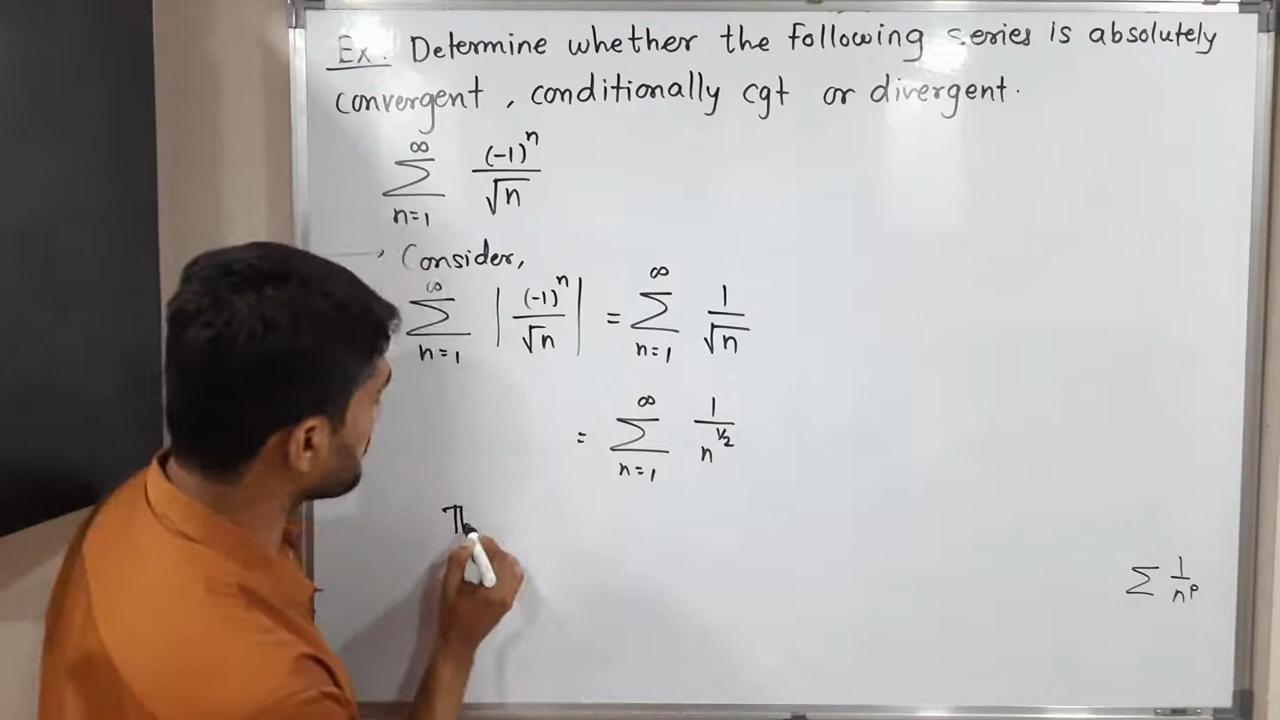 Ex. Determine whether the following series is absolutely
convergent, conditionally cgt or divergent.
∞ ∑ n=1 (-1)^n / √n
→ Consider,
∞ ∑ n=1 | (-1)^n / √n | = ∞ ∑ n=1 1 / √n
= ∞ ∑ n=1 1 / n^1/2
Th
∑ 1 / n^p